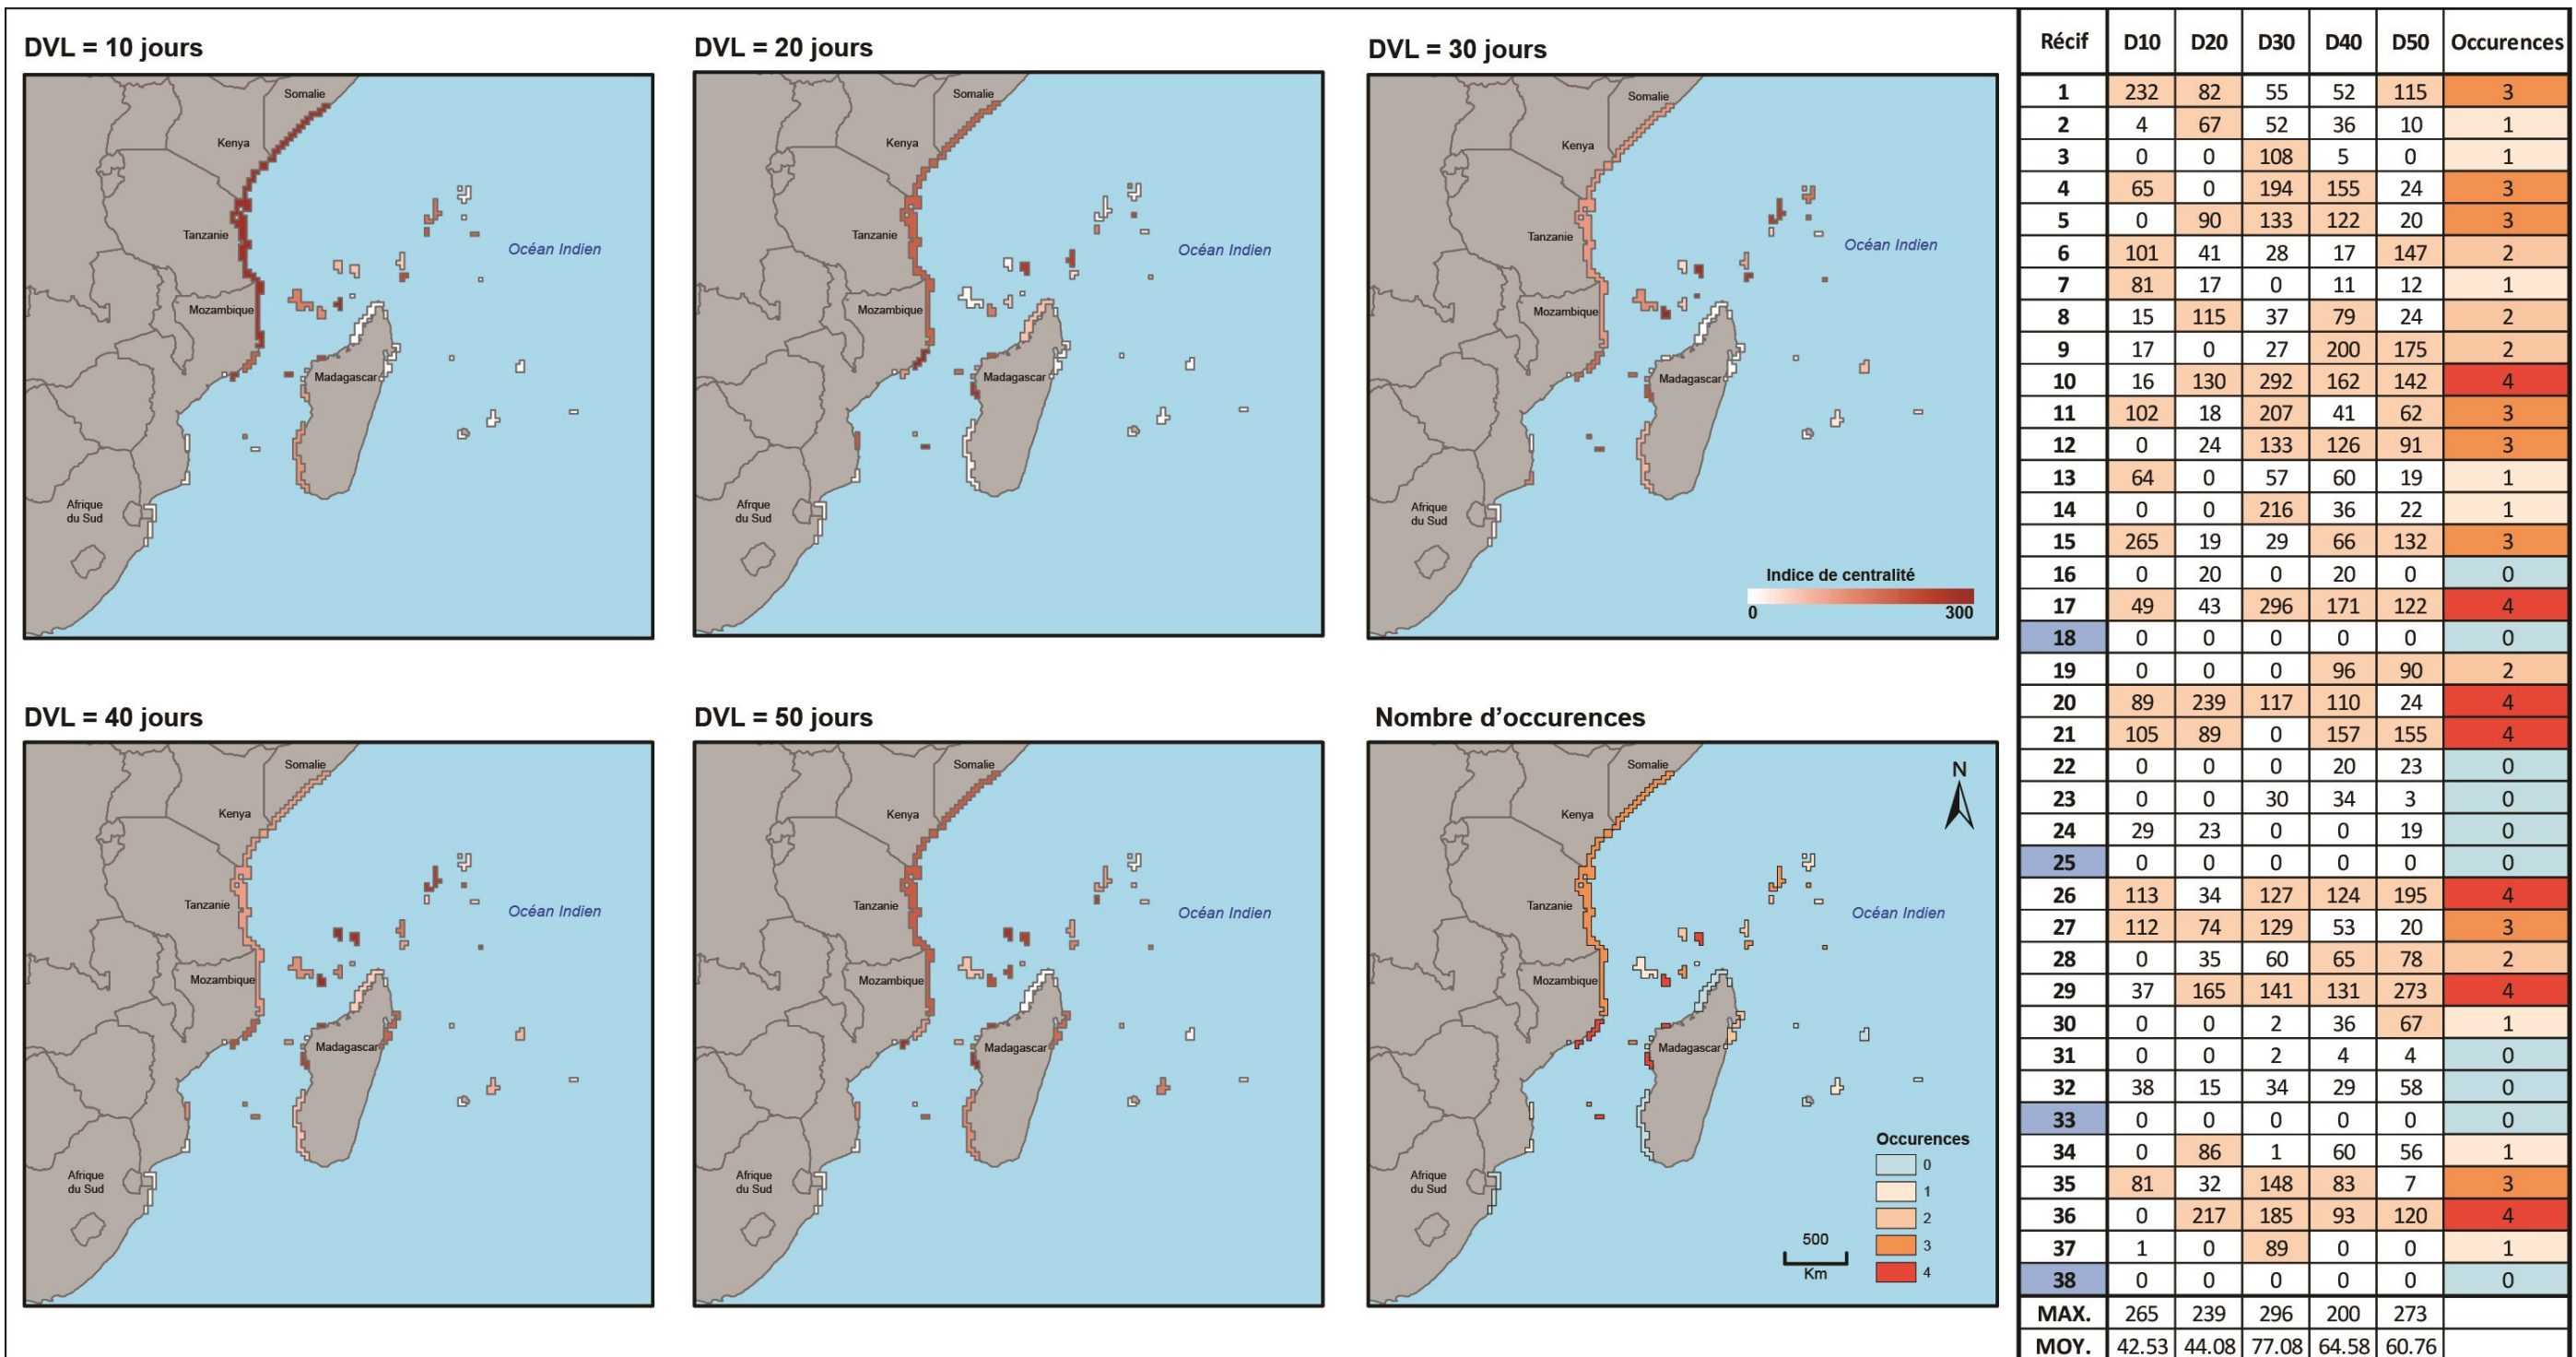 DVL = 10 jours
Somalie
Kenya
Tanzanie
Océan Indien
Mozambique
Madagascar
Afrique
du Sud
DVL = 20 jours
Somalie
Kenya
Tanzanie
Océan Indien
Mozambique
Madagascar
Afrque
du Sud
DVL = 30 jours
Somalie
Kenya
Tanzanie
Océan Indien
Mozambique
Madagascar
Afrique
du Sud
Indice de centralité
0 300
DVL = 40 jours
Somalie
Kenya
Tanzanie
Océan Indien
Mozambique
Madagascar
Afrique
du Sud
DVL = 50 jours
Somalie
Kenya
Tanzanie
Océan Indien
Mozambique
Madagascar
Afrique
du Sud
Nombre d'occurences
N
Somalie
Kenya
Tanzanie
Océan Indien
Mozambique
Madagascar
Afrique
du Sud
Occurences
0
1
2
3
4
500
Km
Récif D10 D20 D30 D40 D50 Occurences
1 232 82 55 52 115 3
2 4 67 52 36 10 1
3 0 0 108 5 0 1
4 65 0 194 155 24 3
5 0 90 133 122 20 3
6 101 41 28 17 147 2
7 81 17 0 11 12 1
8 15 115 37 79 24 2
9 17 0 27 200 175 2
10 16 130 292 162 142 4
11 102 18 207 41 62 3
12 0 24 133 126 91 3
13 64 0 57 60 19 1
14 0 0 216 36 22 1
15 265 19 29 66 132 3
16 0 20 0 20 0 0
17 49 43 296 171 122 4
18 0 0 0 0 0 0
19 0 0 0 96 90 2
20 89 239 117 110 24 4
21 105 89 0 157 155 4
22 0 0 0 20 23 0
23 0 0 30 34 3 0
24 29 23 0 0 19 0
25 0 0 0 0 0 0
26 113 34 127 124 195 4
27 112 74 129 53 20 3
28 0 35 60 65 78 2
29 37 165 141 131 273 4
30 0 0 2 36 67 1
31 0 0 2 4 4 0
32 38 15 34 29 58 0
33 0 0 0 0 0 0
34 0 86 1 60 56 1
35 81 32 148 83 7 3
36 0 217 185 93 120 4
37 1 0 89 0 0 1
38 0 0 0 0 0 0
MAX. 265 239 296 200 273
MOY. 42.53 44.08 77.08 64.58 60.76